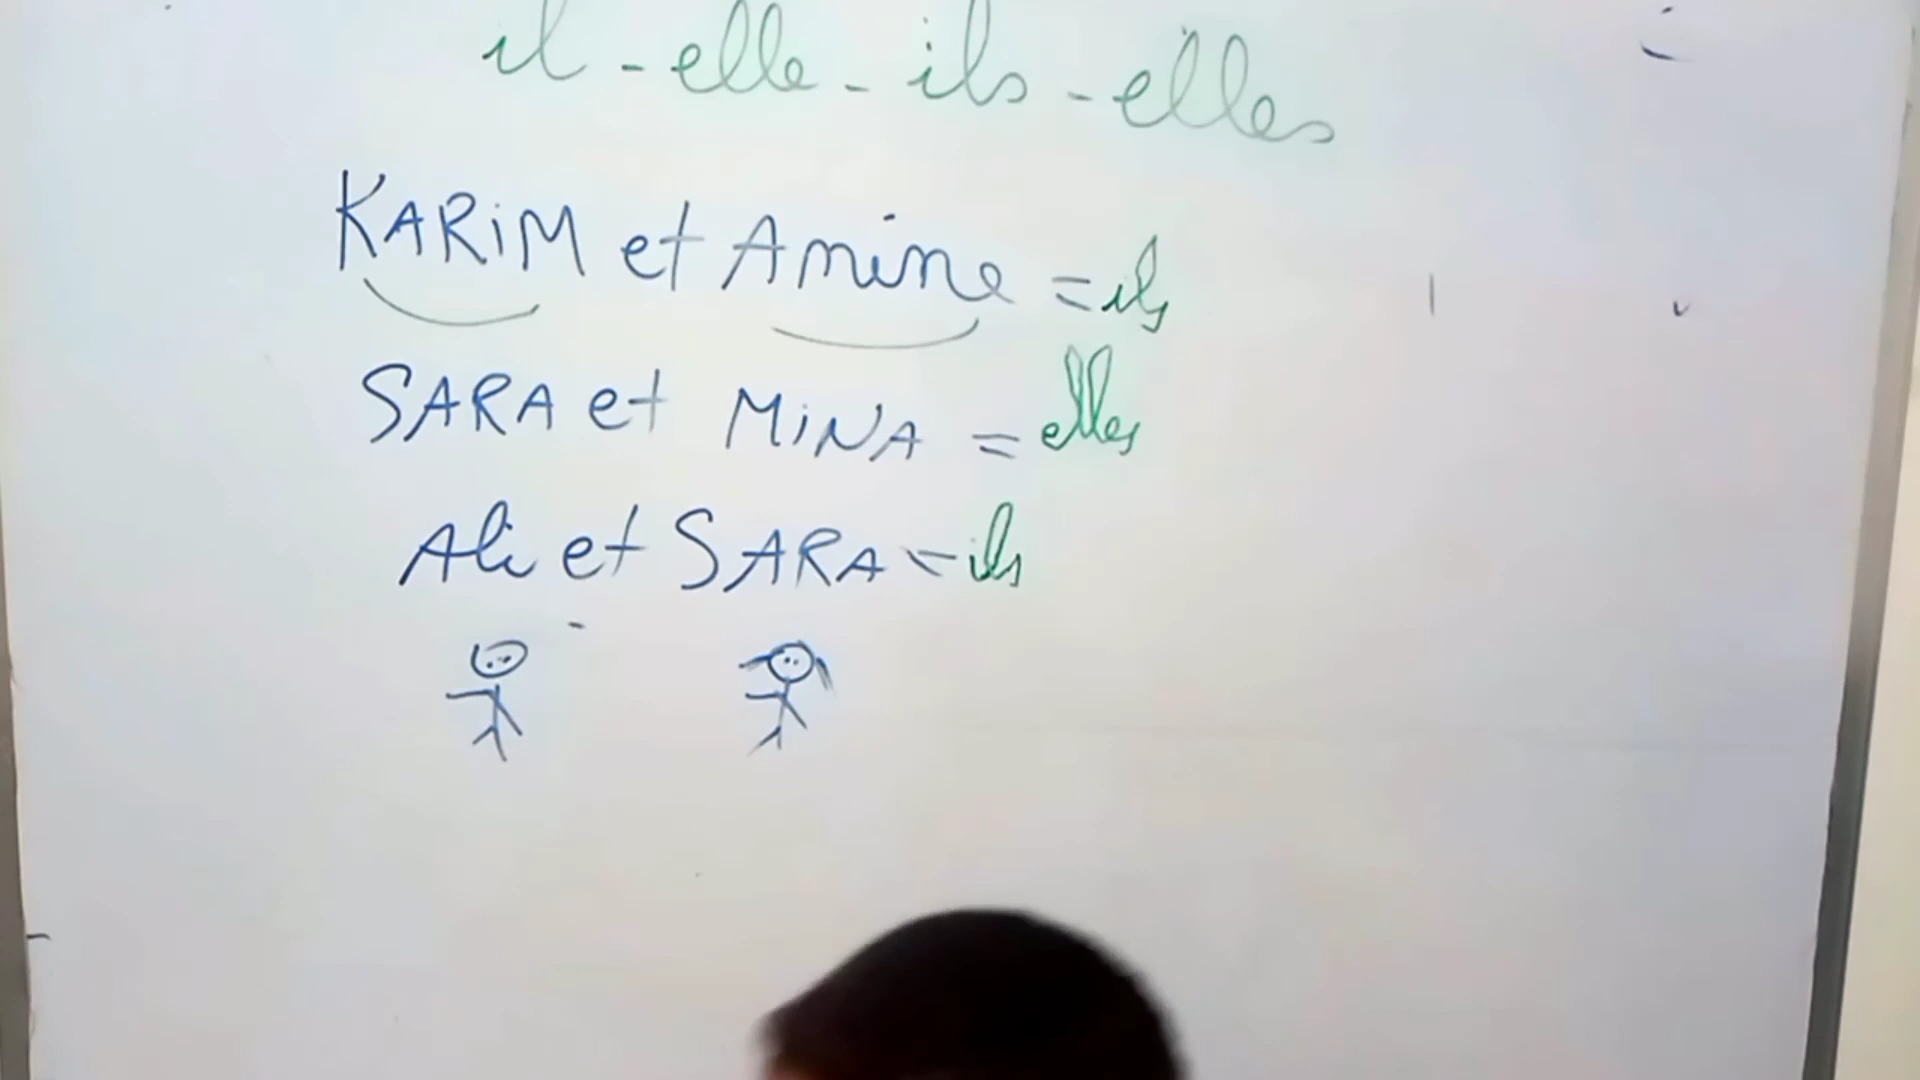 il - elle - ils - elles
KARiM et Amine = ils
SARA et MiNA = elles
Ali et SARA = ils